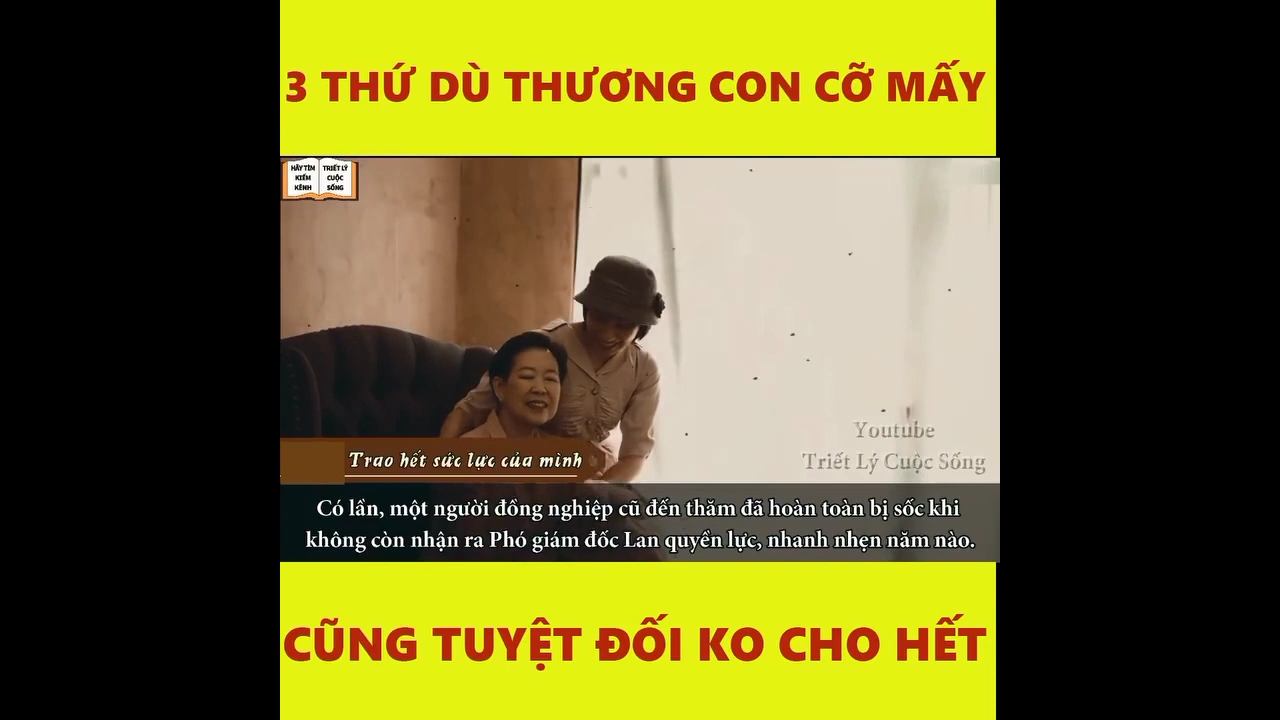 3 THỨ DÙ THƯƠNG CON CỠ MẤY
HÃY TÌM
KIẾM
KÊNH
TRIẾT LÝ
CUỘC
SỐNG
Youtube
Triết Lý Cuộc Sống
Trao hết sức lực của mình
Có lần, một người đồng nghiệp cũ đến thăm đã hoàn toàn bị sốc khi
không còn nhận ra Phó giám đốc Lan quyền lực, nhanh nhẹn năm nào.
CŨNG TUYỆT ĐỐI KO CHO HẾT